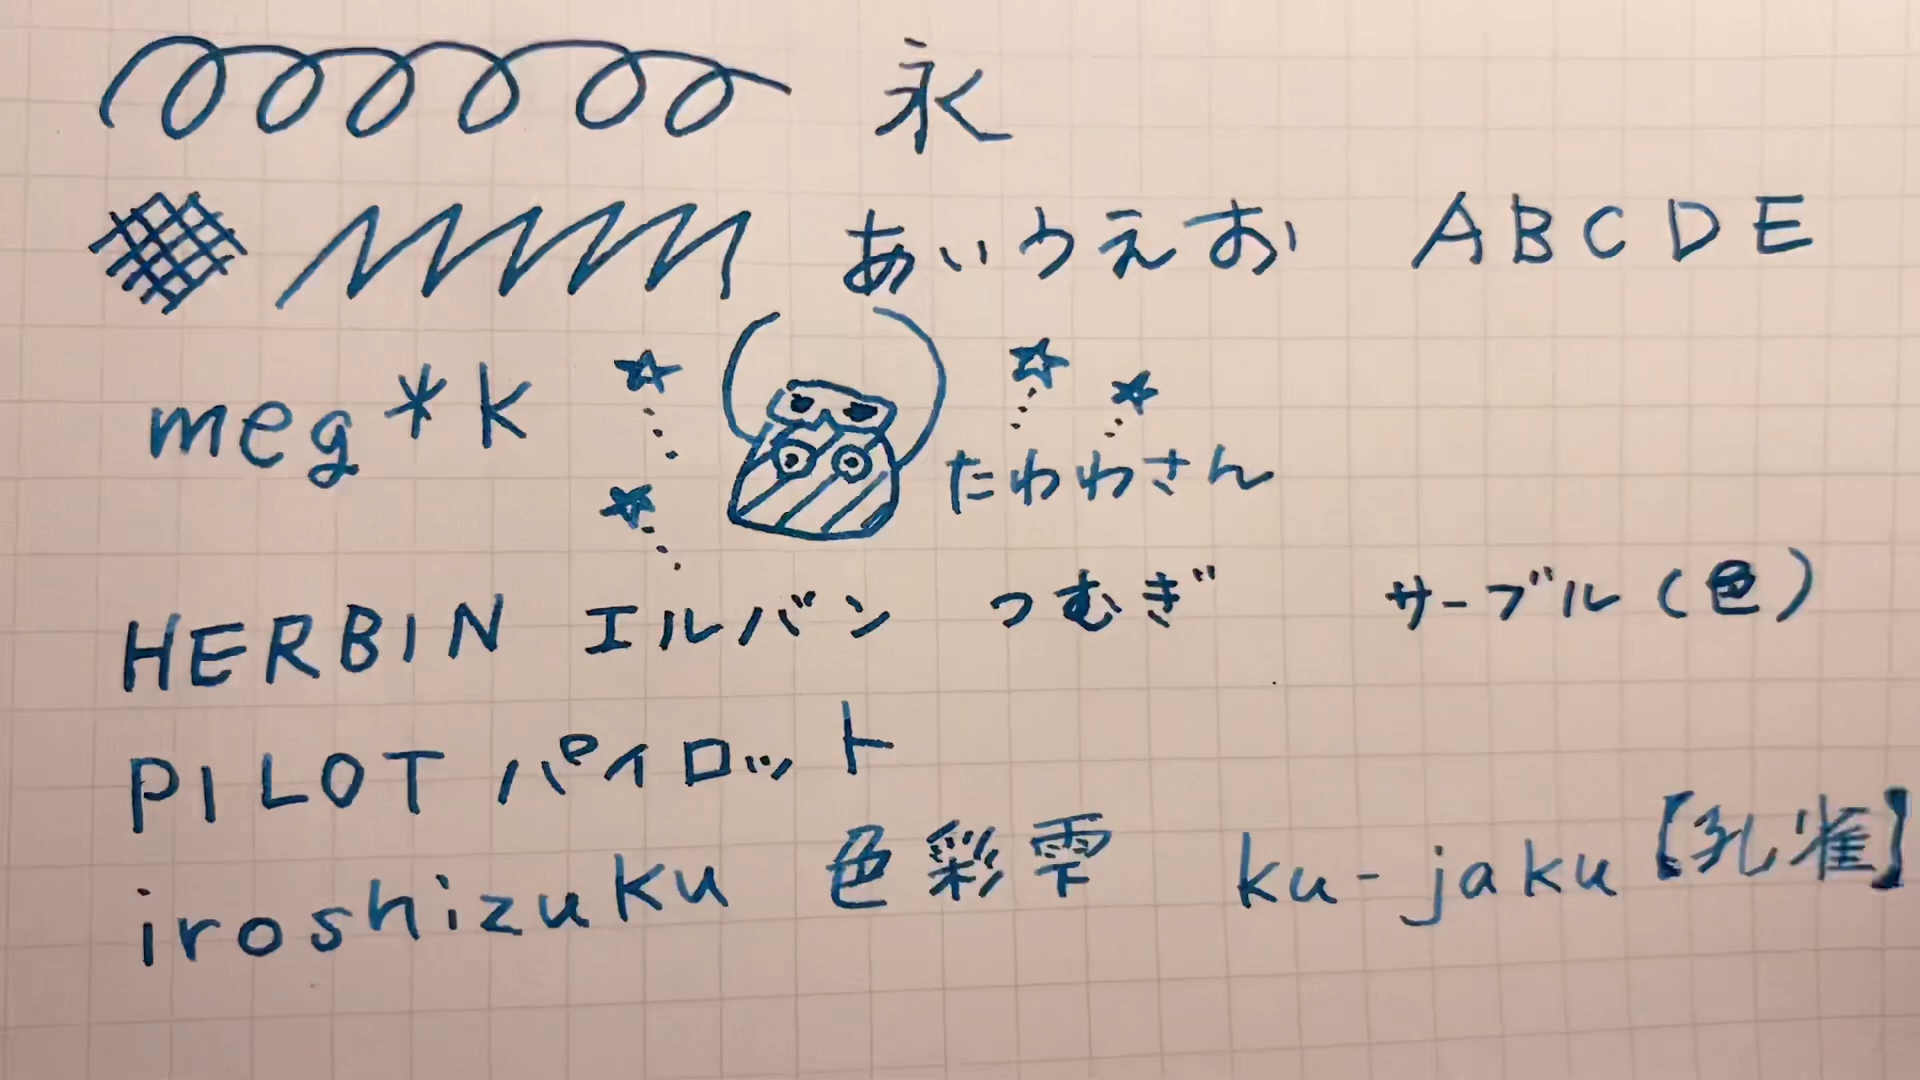 永
あいうえお ABCDE
meg*k
たわわさん
HERBIN エルバン つむぎ サーブル(色)
PILOT パイロット
iroshizuku 色彩雫 ku-jaku【孔雀】